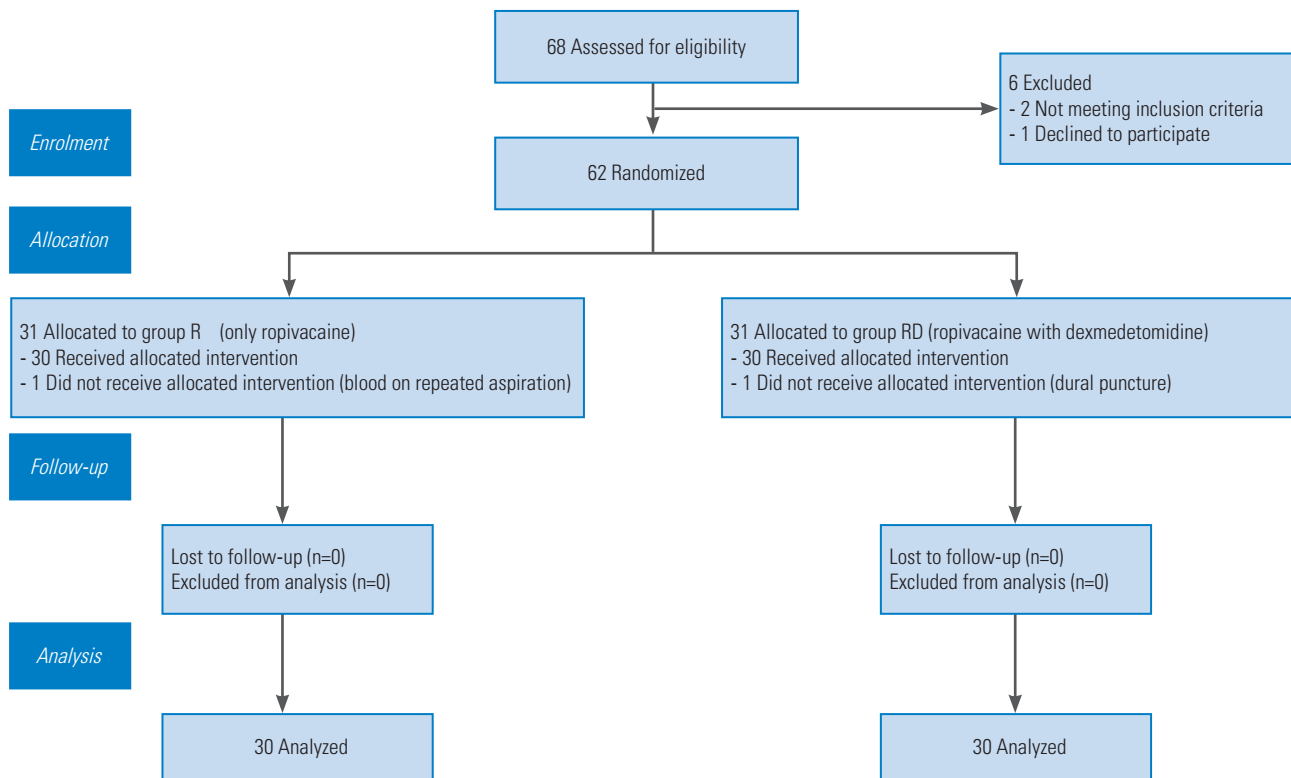 68 Assessed for eligibility
6 Excluded
- 2 Not meeting inclusion criteria
- 1 Declined to participate
Enrolment
62 Randomized
Allocation
31 Allocated to group R (only ropivacaine)
- 30 Received allocated intervention
- 1 Did not receive allocated intervention (blood on repeated aspiration)
31 Allocated to group RD (ropivacaine with dexmedetomidine)
- 30 Received allocated intervention
- 1 Did not receive allocated intervention (dural puncture)
Follow-up
Lost to follow-up (n=0)
Excluded from analysis (n=0)
Lost to follow-up (n=0)
Excluded from analysis (n=0)
Analysis
30 Analyzed
30 Analyzed